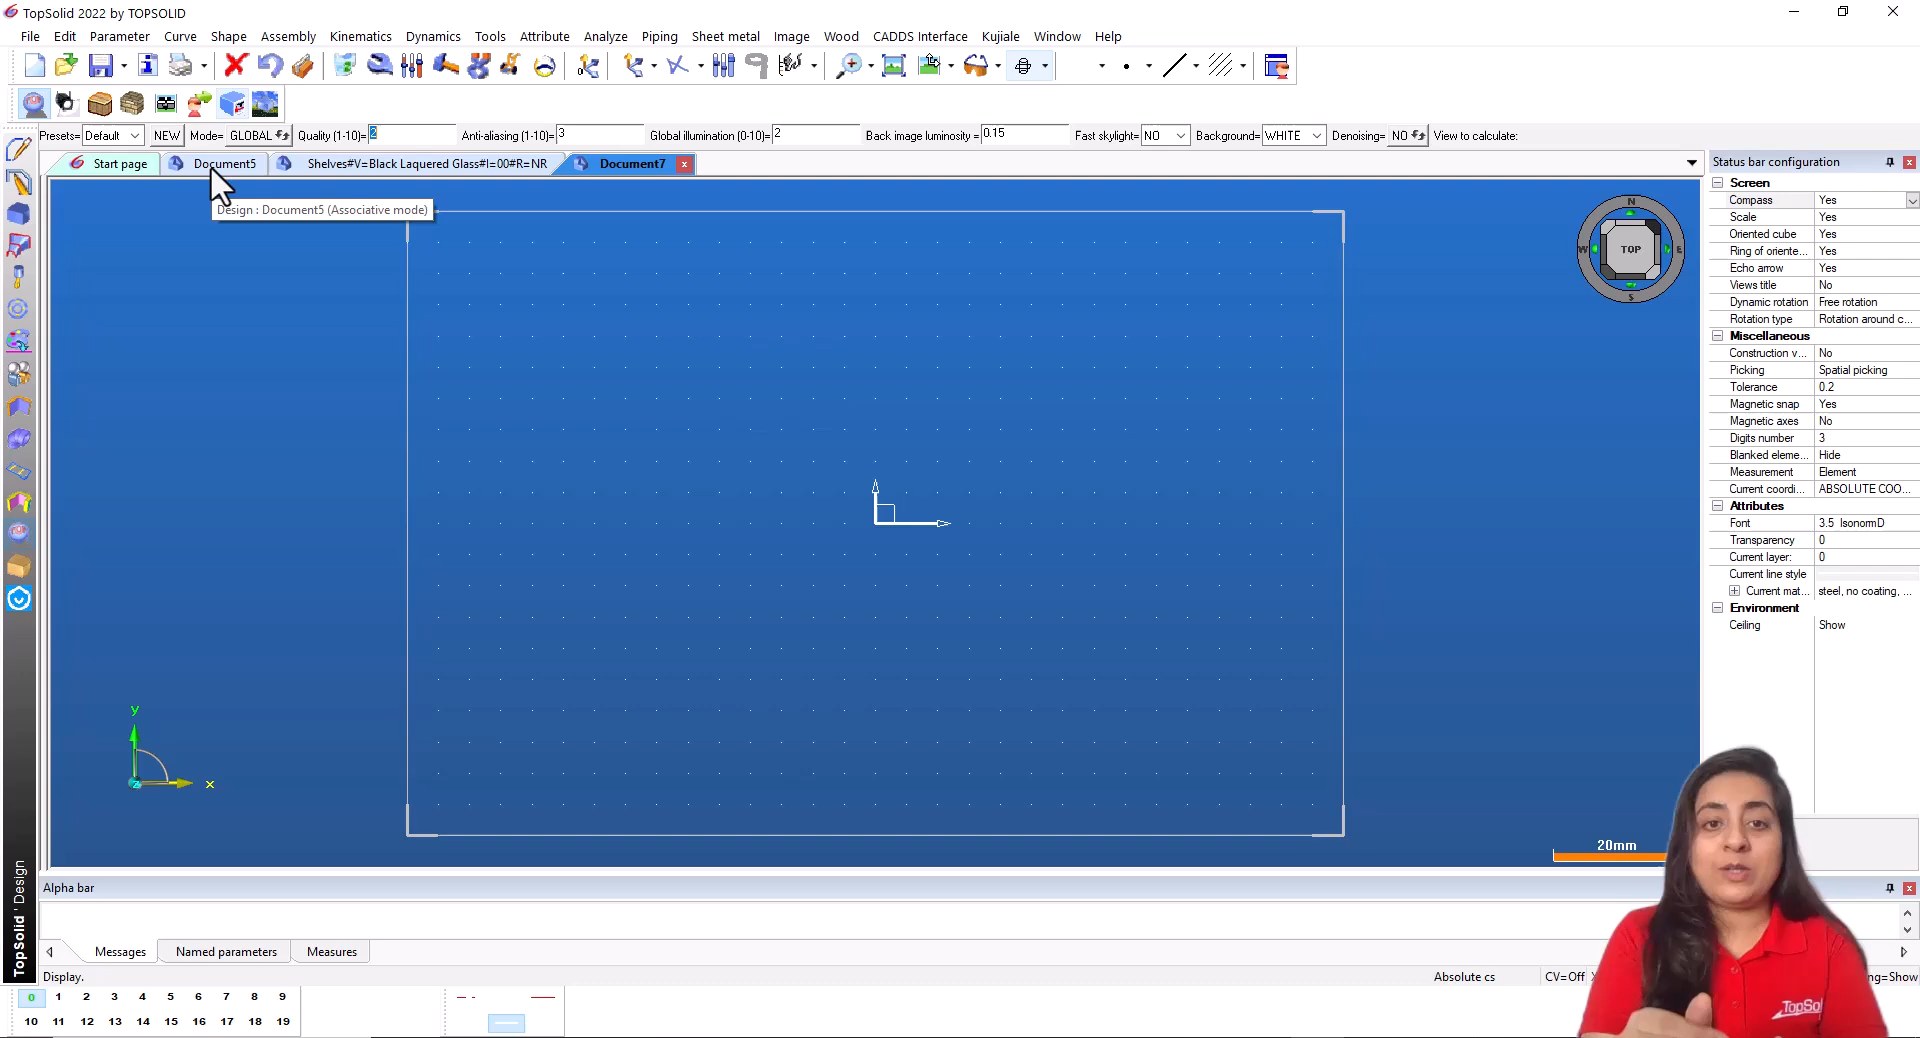 TopSolid 2022 by TOPSOLID
File Edit Parameter Curve Shape Assembly Kinematics Dynamics Tools Attribute Analyze Piping Sheet metal Image Wood CADDS Interface Kujiale Window Help
Presets= Default NEW Mode= GLOBAL Quality (1-10)= 2 Anti-aliasing (1-10)= 3 Global illumination (0-10)= 2 Back image luminosity = 0.15 Fast skylight= NO Background= WHITE Denoising= NO View to calculate:
Start page Document5 Shelves#V=Black Laquered Glass#I=00#R=NR Document7
Design : Document5 (Associative mode)
N
W TOP E
S
y
x
20mm
Status bar configuration
Screen
Compass Yes
Scale Yes
Oriented cube Yes
Ring of oriente... Yes
Echo arrow Yes
Views title No
Dynamic rotation Free rotation
Rotation type Rotation around c...
Miscellaneous
Construction v... No
Picking Spatial picking
Tolerance 0.2
Magnetic snap Yes
Magnetic axes No
Digits number 3
Blanked eleme... Hide
Measurement Element
Current coordi... ABSOLUTE COO...
Attributes
Font 3.5 IsonormD
Transparency 0
Current layer: 0
Current line style
Current mat... steel, no coating, ...
Environment
Ceiling Show
TopSolid 'Design
Alpha bar
Messages Named parameters Measures
Display. Absolute cs CV=Off ng=Show
0 1 2 3 4 5 6 7 8 9
10 11 12 13 14 15 16 17 18 19
TopSol